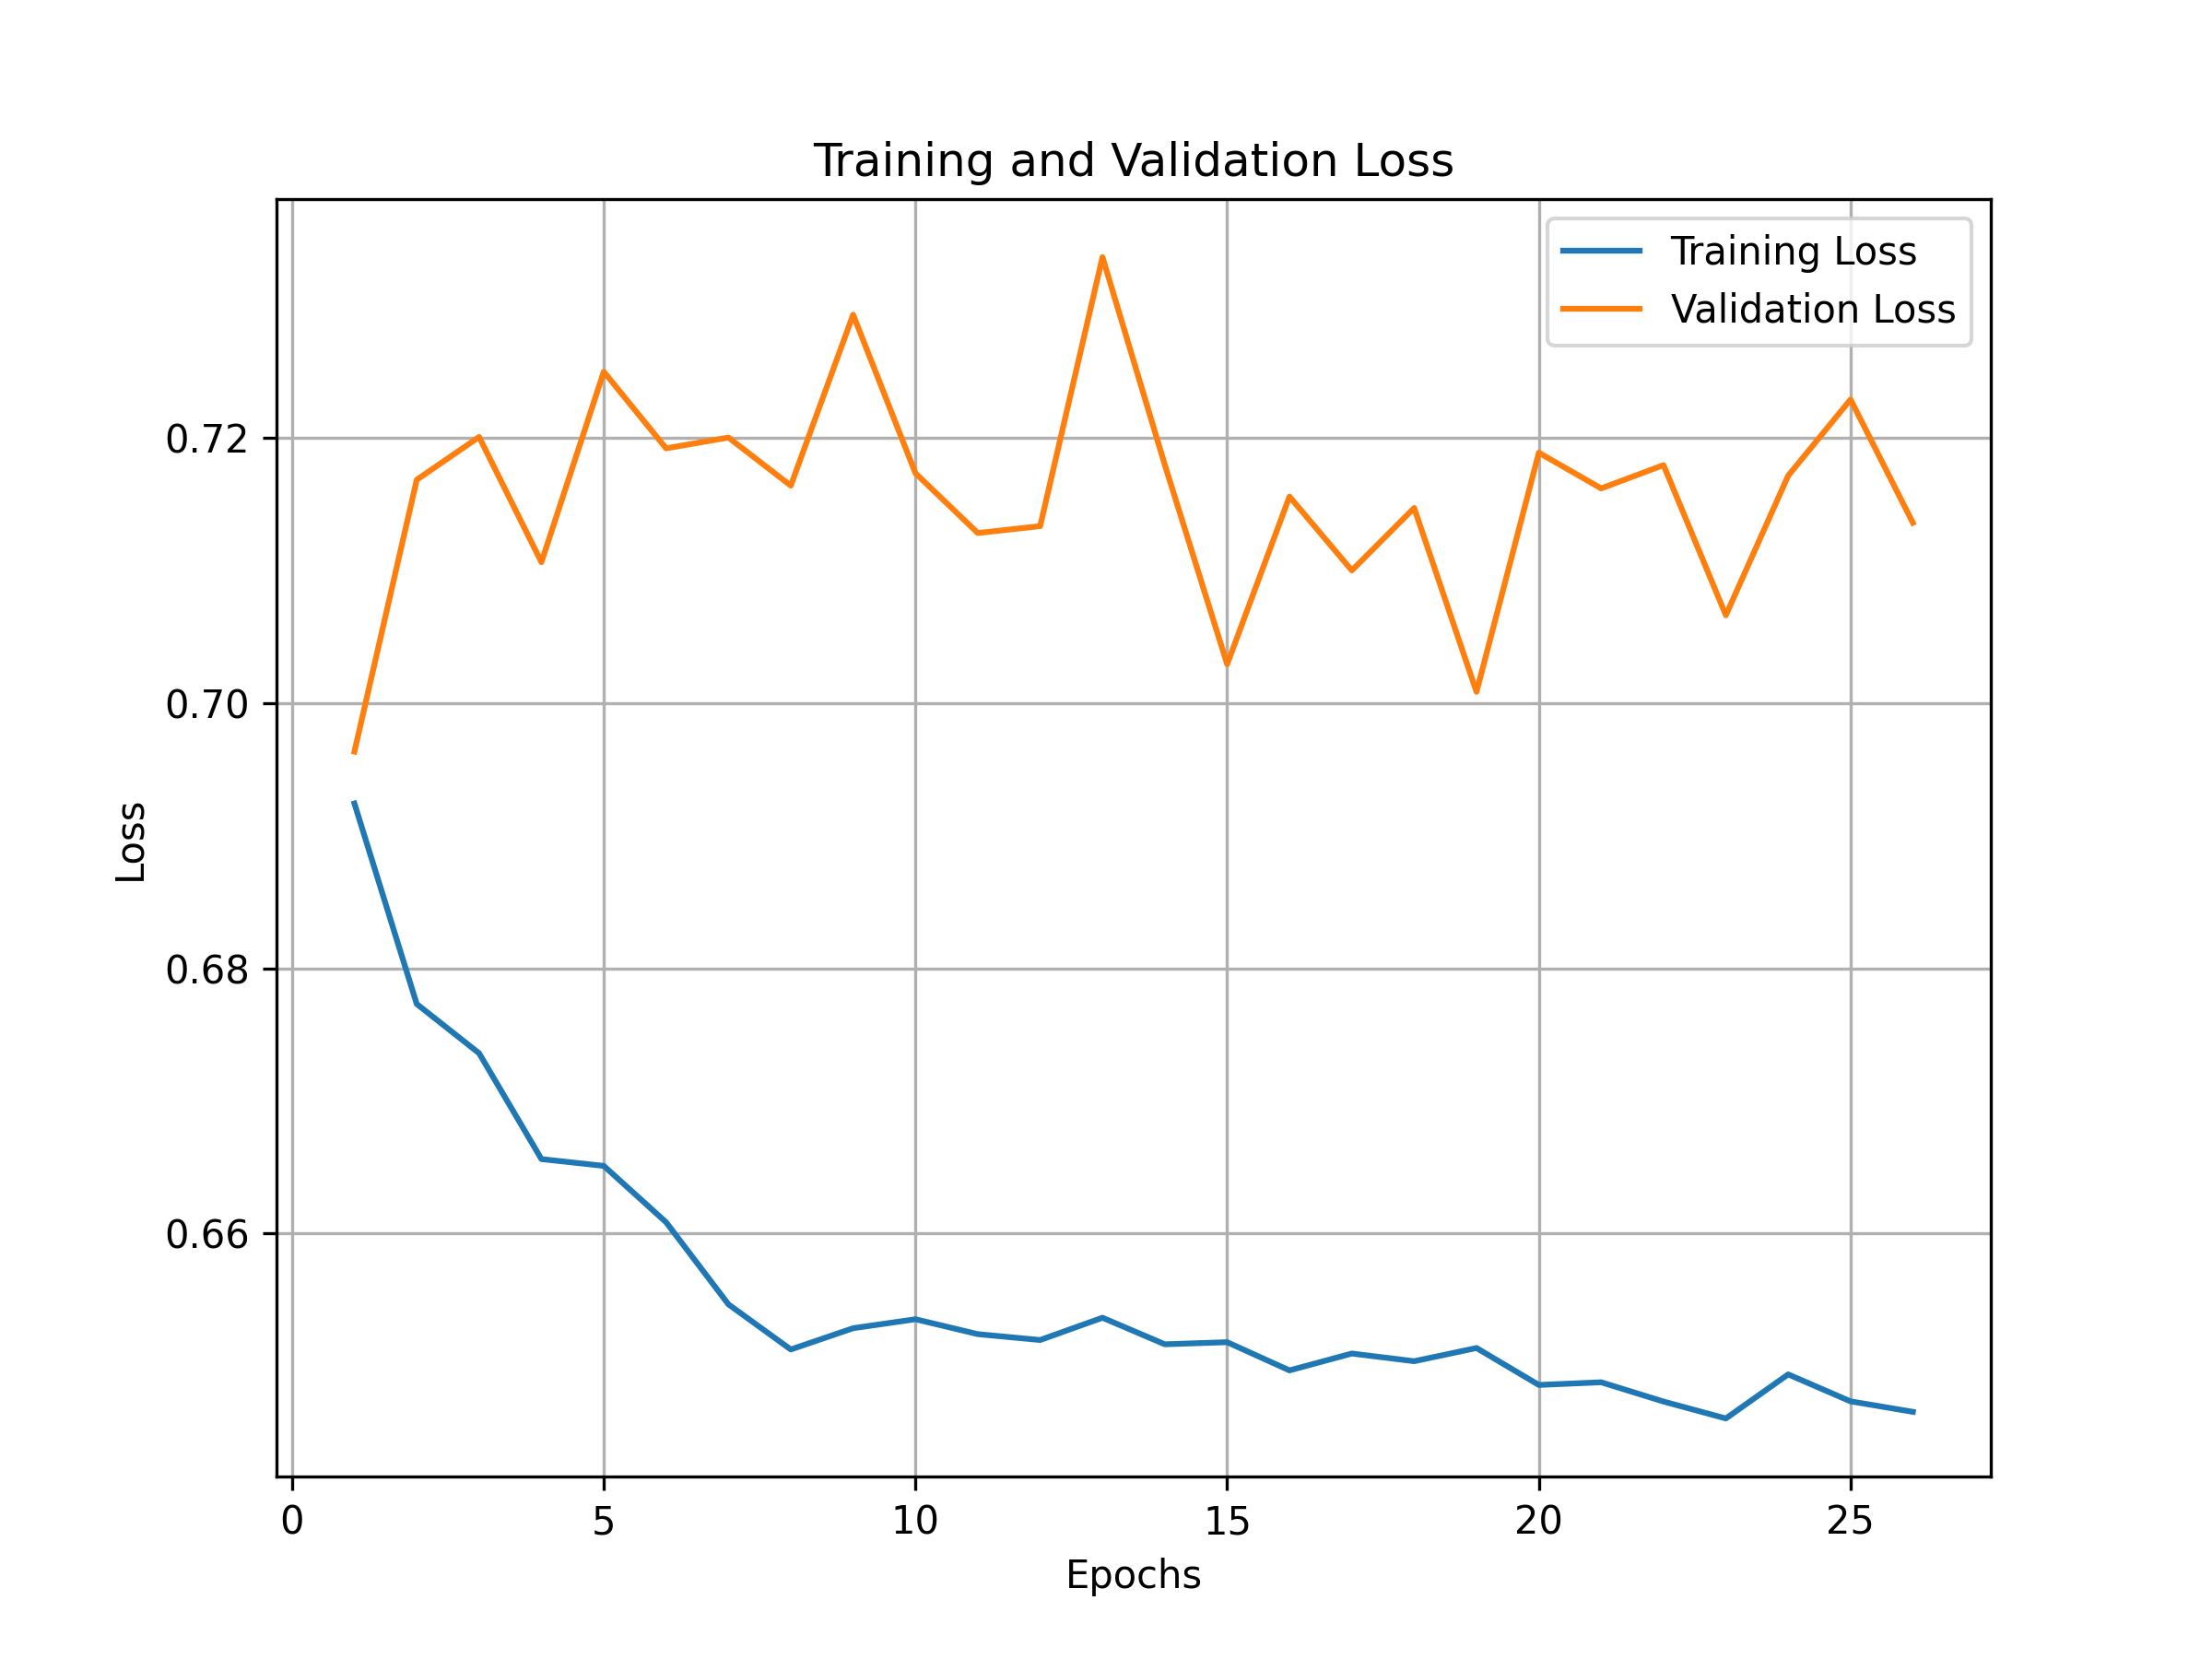 Training and Validation Loss
Training Loss
Validation Loss
0.72
0.70
0.68
0.66
Loss
0 5 10 15 20 25
Epochs